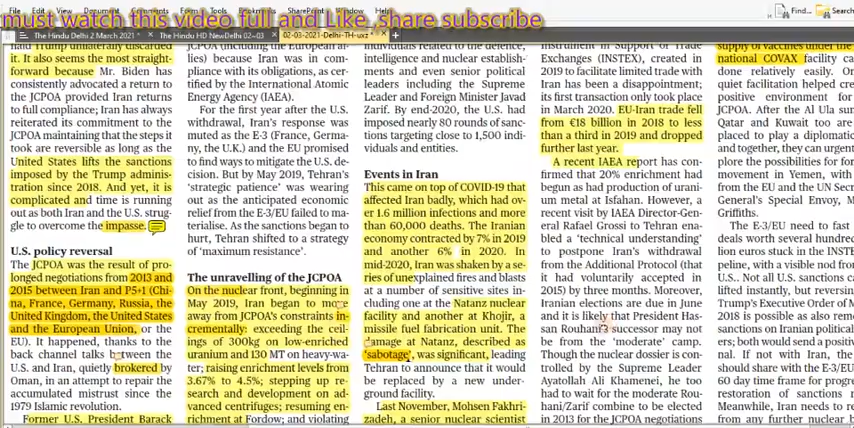 File Edit View Document Comments Forms Tools Budgets SharePoint Window Help
Find... Search
must watch this video full and Like ,share subscribe
The Hindu Delhi 2 March 2021 * The Hindu HD NewDelhi 02~03 02-03-2021-Delhi-TH-uxz *
had Trump unilaterally discarded
it. It also seems the most straight-
forward because Mr. Biden has
consistently advocated a return to
the JCPOA provided Iran returns
to full compliance; Iran has always
reiterated its commitment to the
JCPOA maintaining that the steps it
took are reversible as long as the
United States lifts the sanctions
imposed by the Trump adminis-
tration since 2018. And yet, it is
complicated and time is running
out as both Iran and the U.S. strug-
gle to overcome the impasse.
U.S. policy reversal
The JCPOA was the result of pro-
longed negotiations from 2013 and
2015 between Iran and P5+1 (Chi-
na, France, Germany, Russia, the
United Kingdom, the United States
and the European Union, or the
EU). It happened, thanks to the
back channel talks between the
U.S. and Iran, quietly brokered by
Oman, in an attempt to repair the
accumulated mistrust since the
1979 Islamic revolution.
Former U.S. President Barack
JCPOA (including the European al-
lies) because Iran was in com-
pliance with its obligations, as cer-
tified by the International Atomic
Energy Agency (IAEA).
For the first year after the U.S.
withdrawal, Iran's response was
muted as the E-3 (France, Germa-
ny, the U.K.) and the EU promised
to find ways to mitigate the U.S. de-
cision. But by May 2019, Tehran's
'strategic patience' was wearing
out as the anticipated economic
relief from the E-3/EU failed to ma-
terialise. As the sanctions began to
hurt, Tehran shifted to a strategy
of 'maximum resistance'.
The unravelling of the JCPOA
On the nuclear front, beginning in
May 2019, Iran began to move
away from JCPOA's constraints in-
crementally: exceeding the ceil-
ings of 300kg on low-enriched
uranium and 130 MT on heavy-wa-
ter; raising enrichment levels from
3.67% to 4.5%; stepping up re-
search and development on
advanced centrifuges; resuming en-
richment at Fordow; and violating
individuals related to the defence,
intelligence and nuclear establish-
ments and even senior political
leaders including the Supreme
Leader and Foreign Minister Javad
Zarif. By end-2020, the U.S. had
imposed nearly 80 rounds of sanc-
tions targeting close to 1,500 indi-
viduals and entities.
Events in Iran
This came on top of COVID-19 that
affected Iran badly, which had ov-
er 1.6 million infections and more
than 60,000 deaths. The Iranian
economy contracted by 7% in 2019
and another 6% in 2020. In
mid-2020, Iran was shaken by a se-
ries of unexplained fires and blasts
at a number of sensitive sites in-
cluding one at the Natanz nuclear
facility and another at Khojir, a
missile fuel fabrication unit. The
damage at Natanz, described as
'sabotage', was significant, leading
Tehran to announce that it would
be replaced by a new under-
ground facility.
Last November, Mohsen Fakhri-
zadeh, a senior nuclear scientist
Instrument in Support of Trade
Exchanges (INSTEX), created in
2019 to facilitate limited trade with
Iran has been a disappointment;
its first transaction only took place
in March 2020. EU-Iran trade fell
from €18 billion in 2018 to less
than a third in 2019 and dropped
further last year.
A recent IAEA report has con-
firmed that 20% enrichment had
begun as had production of urani-
um metal at Isfahan. However, a
recent visit by IAEA Director-Gen-
eral Rafael Grossi to Tehran ena-
bled a 'technical understanding'
to postpone Iran's withdrawal
from the Additional Protocol (that
it had voluntarily accepted in
2015) by three months. Moreover,
Iranian elections are due in June
and it is likely that President Has-
san Rouhani's successor may not
be from the 'moderate' camp.
Though the nuclear dossier is con-
trolled by the Supreme Leader
Ayatollah Ali Khamenei, he too
had to wait for the moderate Rou-
hani/Zarif combine to be elected
in 2013 for the JCPOA negotiations
supply of vaccines under the
national COVAX facility ca
done relatively easily. Or
quiet facilitation helped cre
positive environment for
JCPOA. After the Al Ula sum
Qatar and Kuwait too are
placed to play a diplomatic
and together, they can urgent
plore the possibilities for fo
movement in Yemen, with
from the EU and the UN Secr
General's Special Envoy, M
Griffiths.
The E-3/EU need to fast
deals worth several hundred
lion euros stuck in the INSTE
peline, with a visible nod fro
U.S.. Not all U.S. sanctions ca
lifted instantly, but reversin
Trump's Executive Order of M
2018 is possible as also remo
sanctions on Iranian political
ers; both would send a positiv
nal. If not with Iran, the
should share with the E-3/EU
60 day time frame for progre
restoration of sanctions r
Meanwhile, Iran needs to re
from any further nuclear b